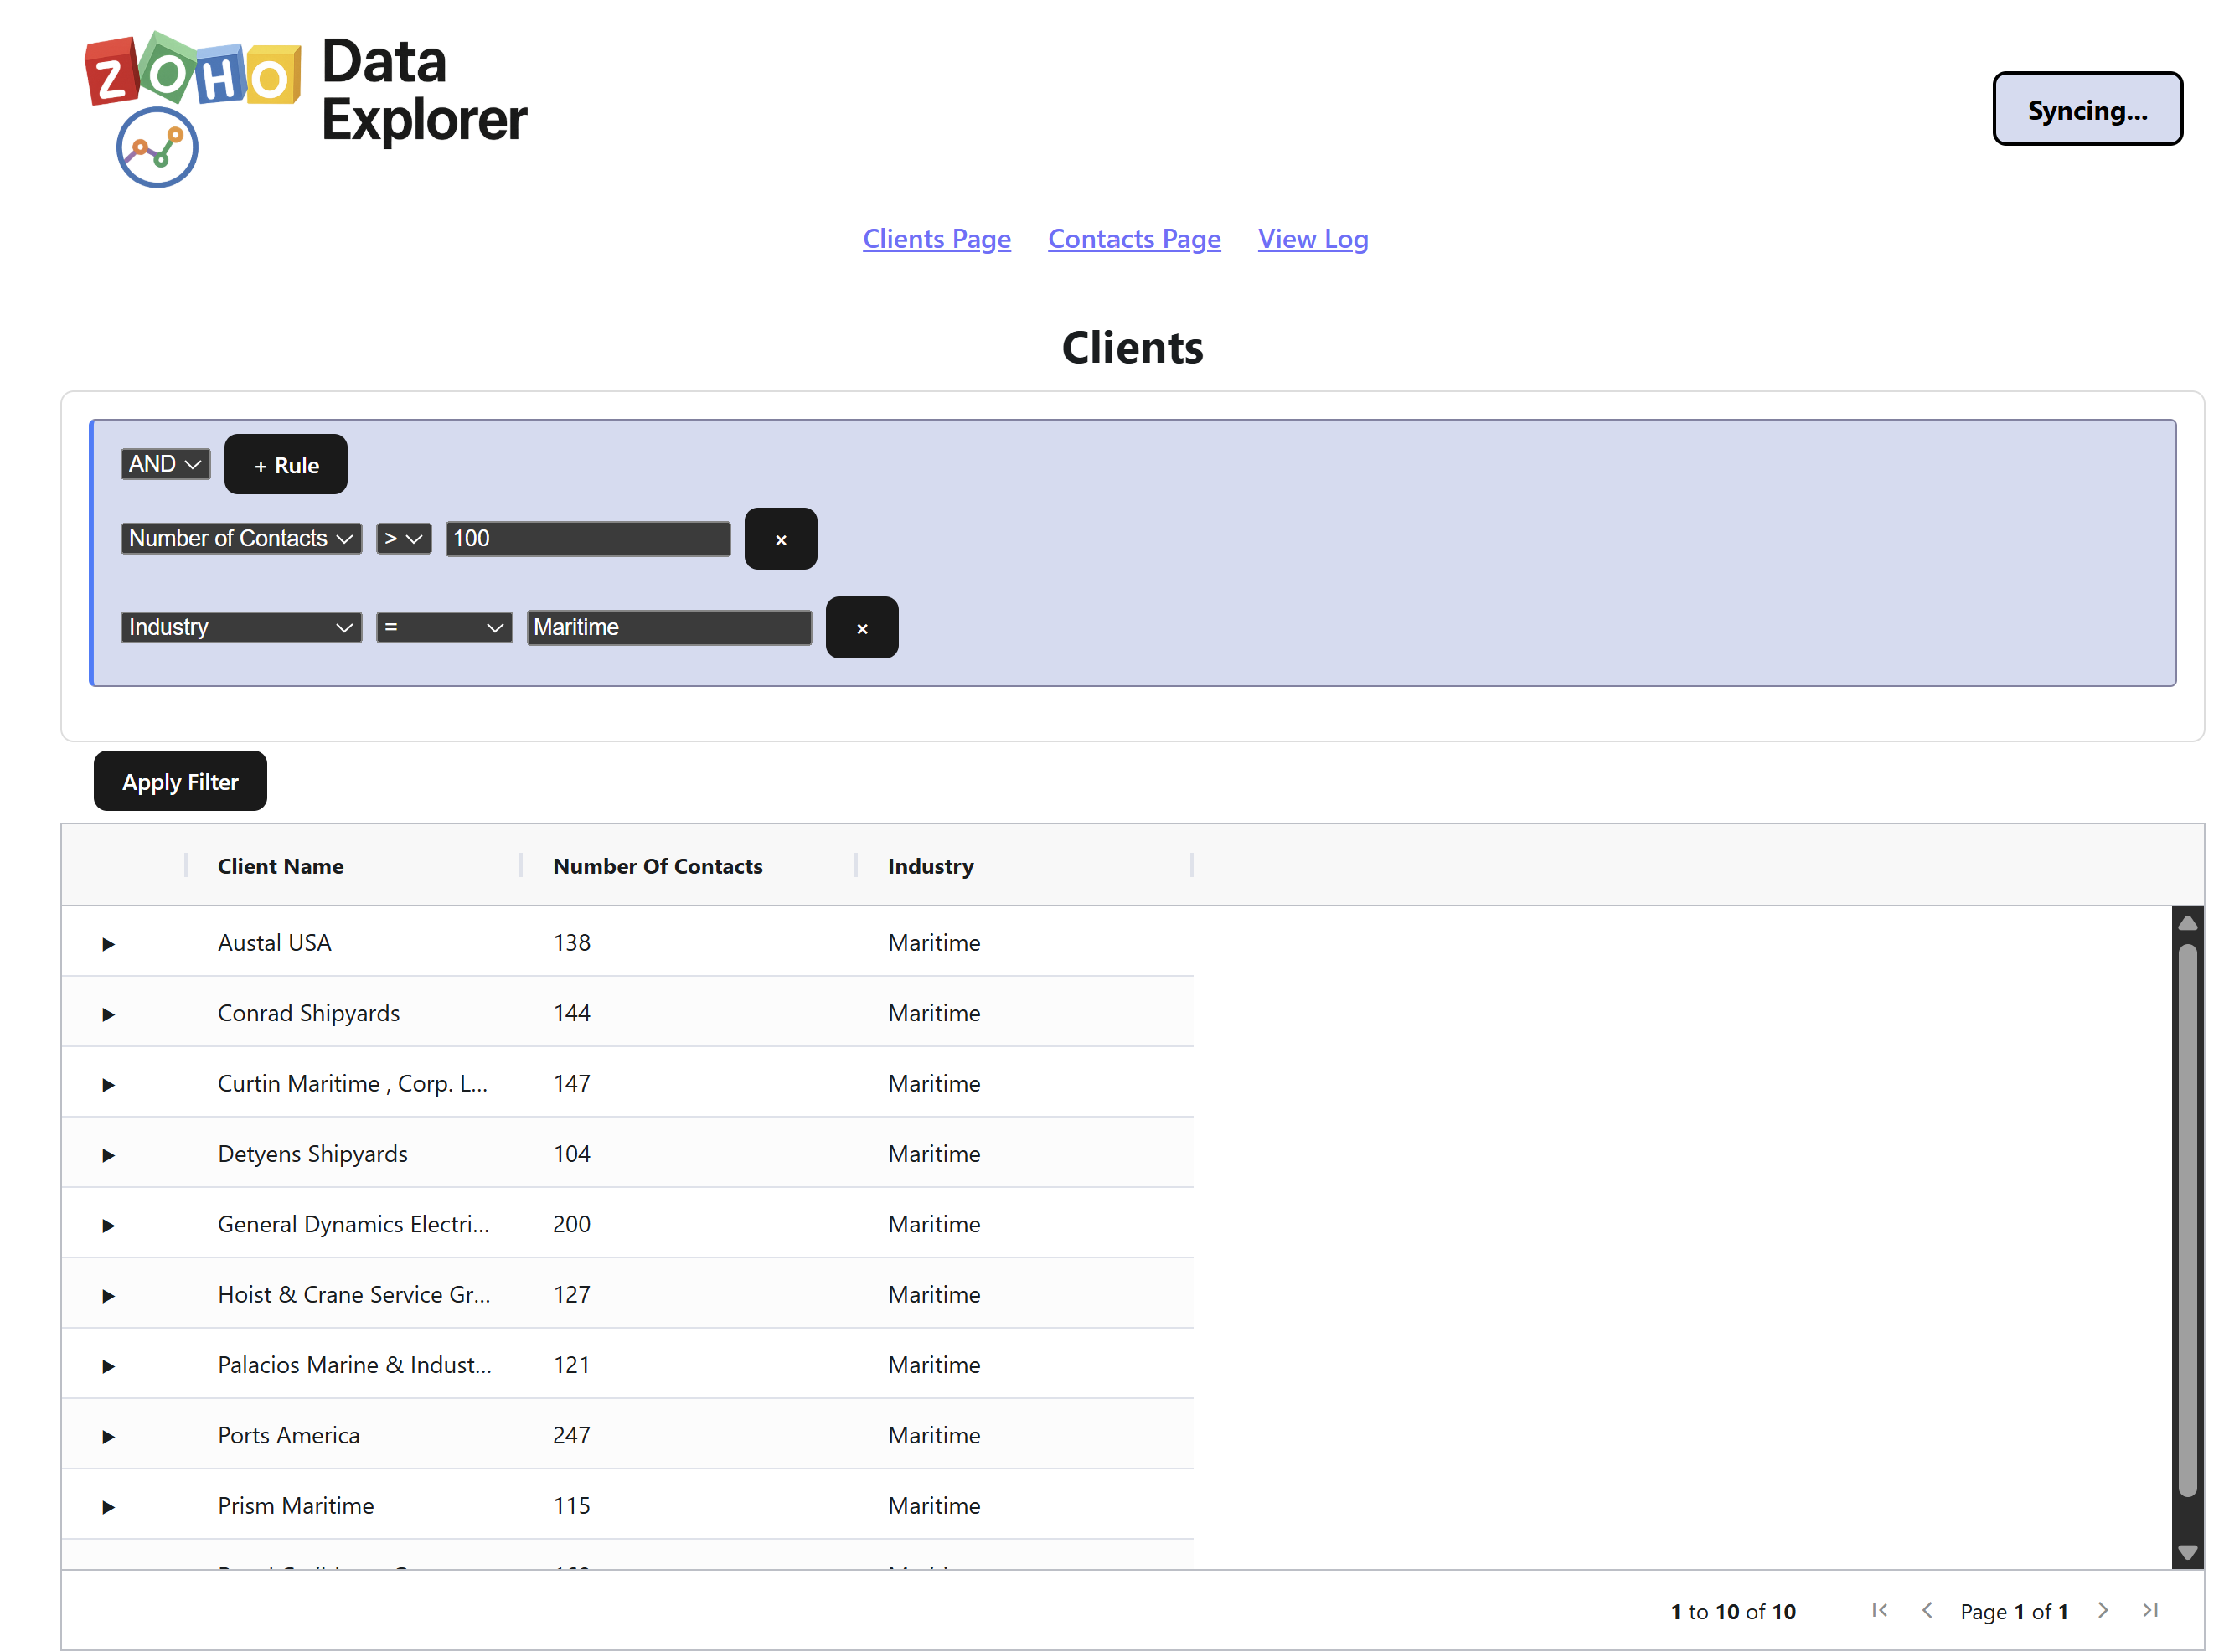 ZOHO Data
Explorer
Syncing...
Clients Page Contacts Page View Log
Clients
AND + Rule
Number of Contacts > 100 ×
Industry = Maritime ×
Apply Filter
Client Name Number Of Contacts Industry
▶ Austal USA 138 Maritime
▶ Conrad Shipyards 144 Maritime
▶ Curtin Maritime , Corp. L... 147 Maritime
▶ Detyens Shipyards 104 Maritime
▶ General Dynamics Electri... 200 Maritime
▶ Hoist & Crane Service Gr... 127 Maritime
▶ Palacios Marine & Indust... 121 Maritime
▶ Ports America 247 Maritime
▶ Prism Maritime 115 Maritime
1 to 10 of 10 Page 1 of 1